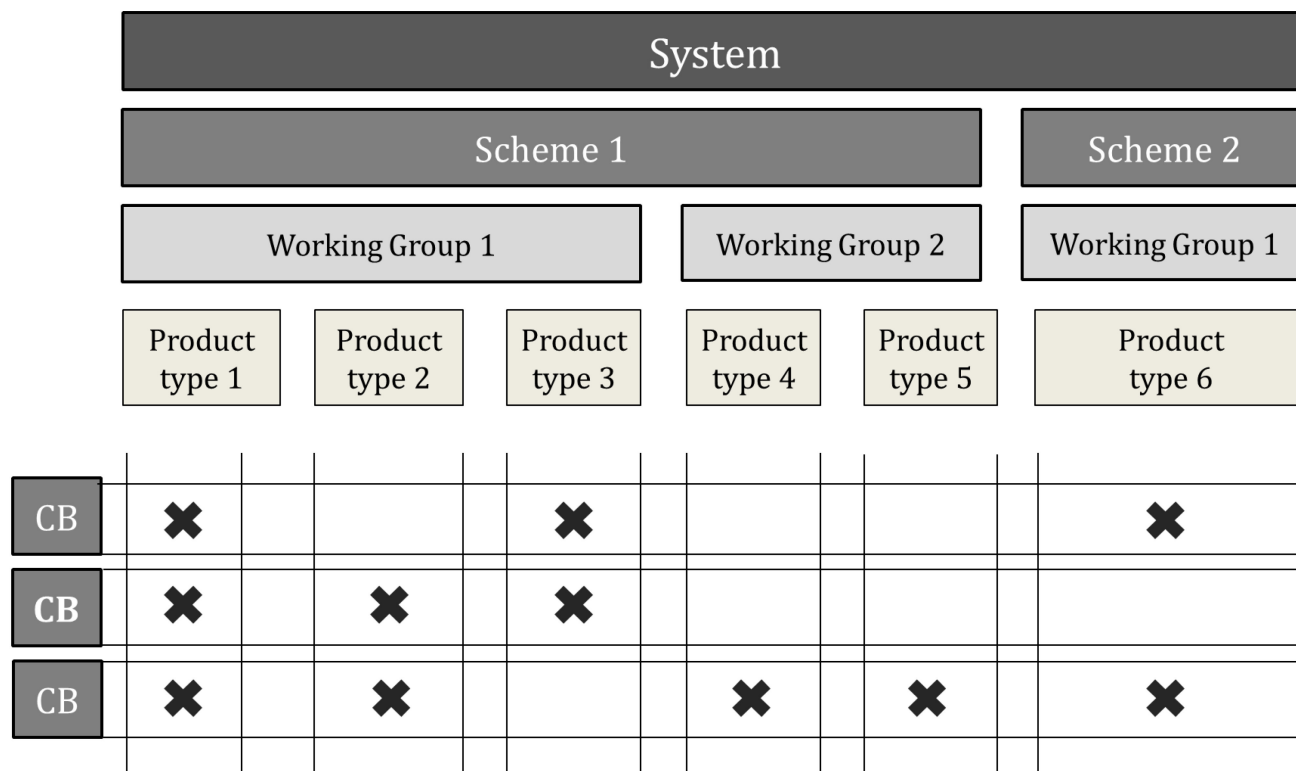 System
Scheme 1
Scheme 2
Working Group 1
Working Group 2
Working Group 1
Product
type 1
Product
type 2
Product
type 3
Product
type 4
Product
type 5
Product
type 6
CB
CB
CB